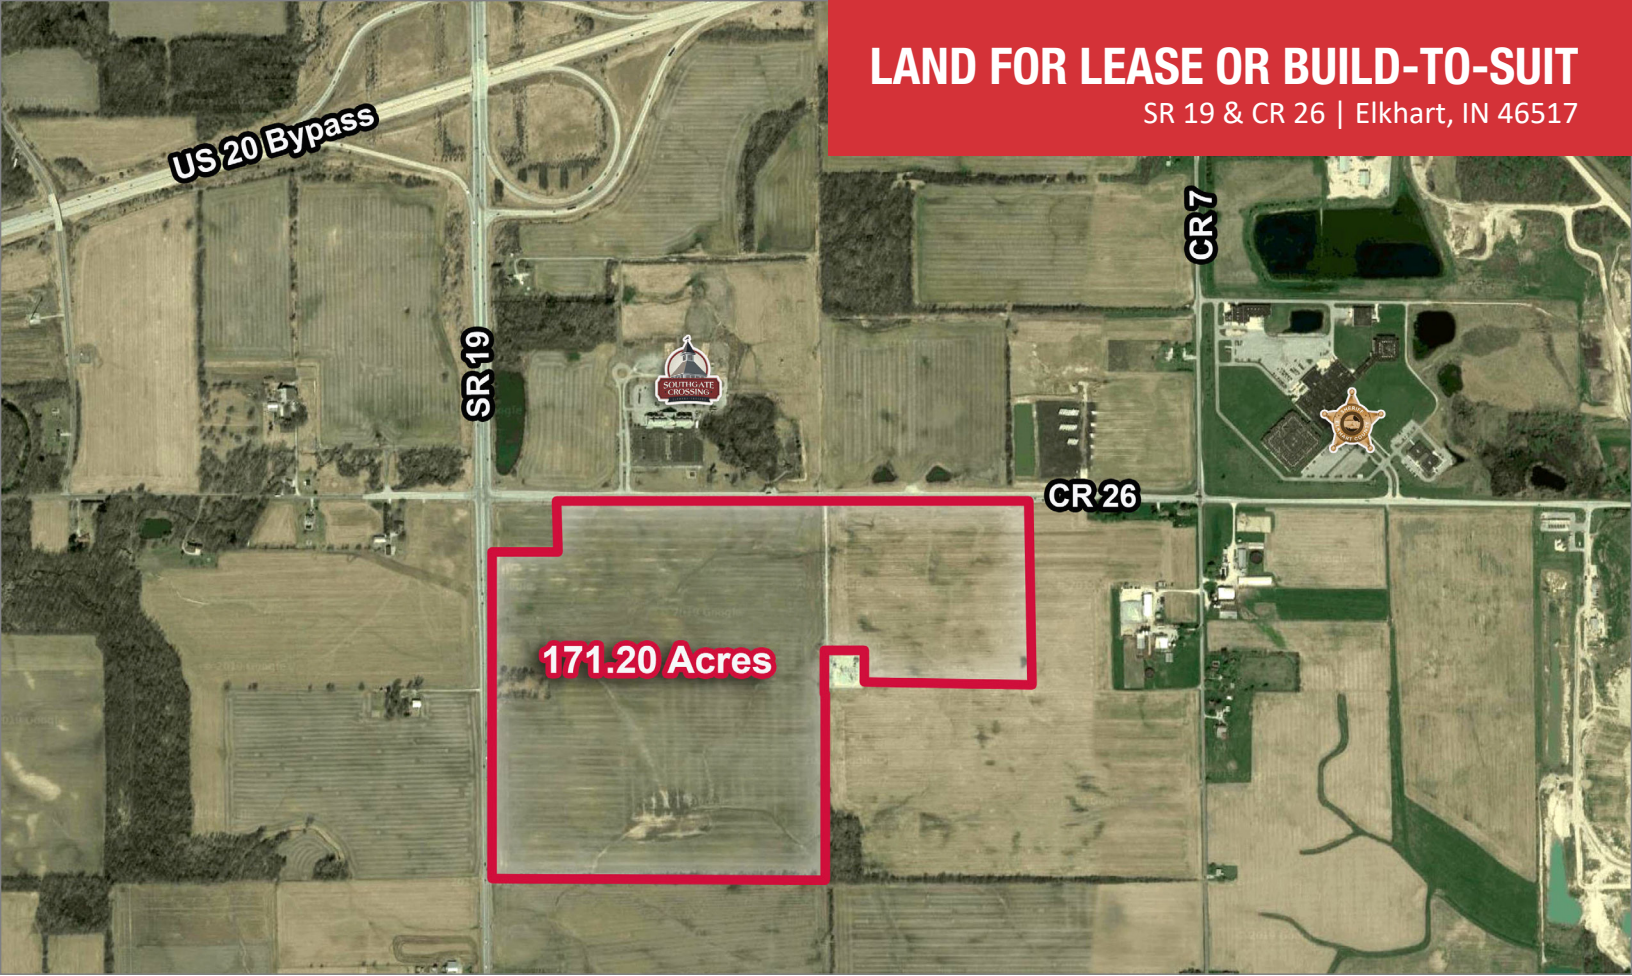 LAND FOR LEASE OR BUILD-TO-SUIT
SR 19 & CR 26 | Elkhart, IN 46517
US 20 Bypass
CR 7
SR 19
SOUTHGATE
CROSSING
CR 26
171.20 Acres